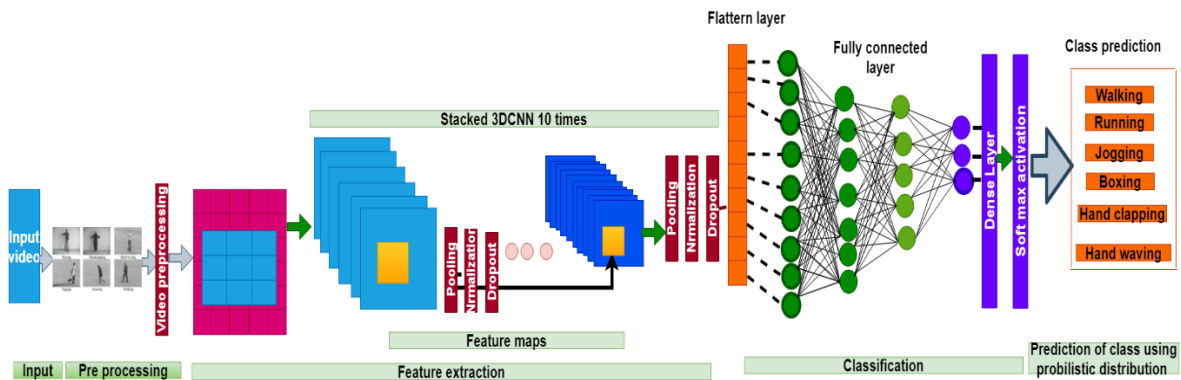 Flattern layer
Fully connected
layer
Class prediction
Stacked 3DCNN 10 times
Input
video
Video preprocessing
Pooling
Nrmalization
Dropout
Pooling
Nrmalization
Dropout
Dense Layer
Soft max activation
Walking
Running
Jogging
Boxing
Hand clapping
Hand waving
Feature maps
Input
Pre processing
Feature extraction
Classification
Prediction of class using
probilistic distribution